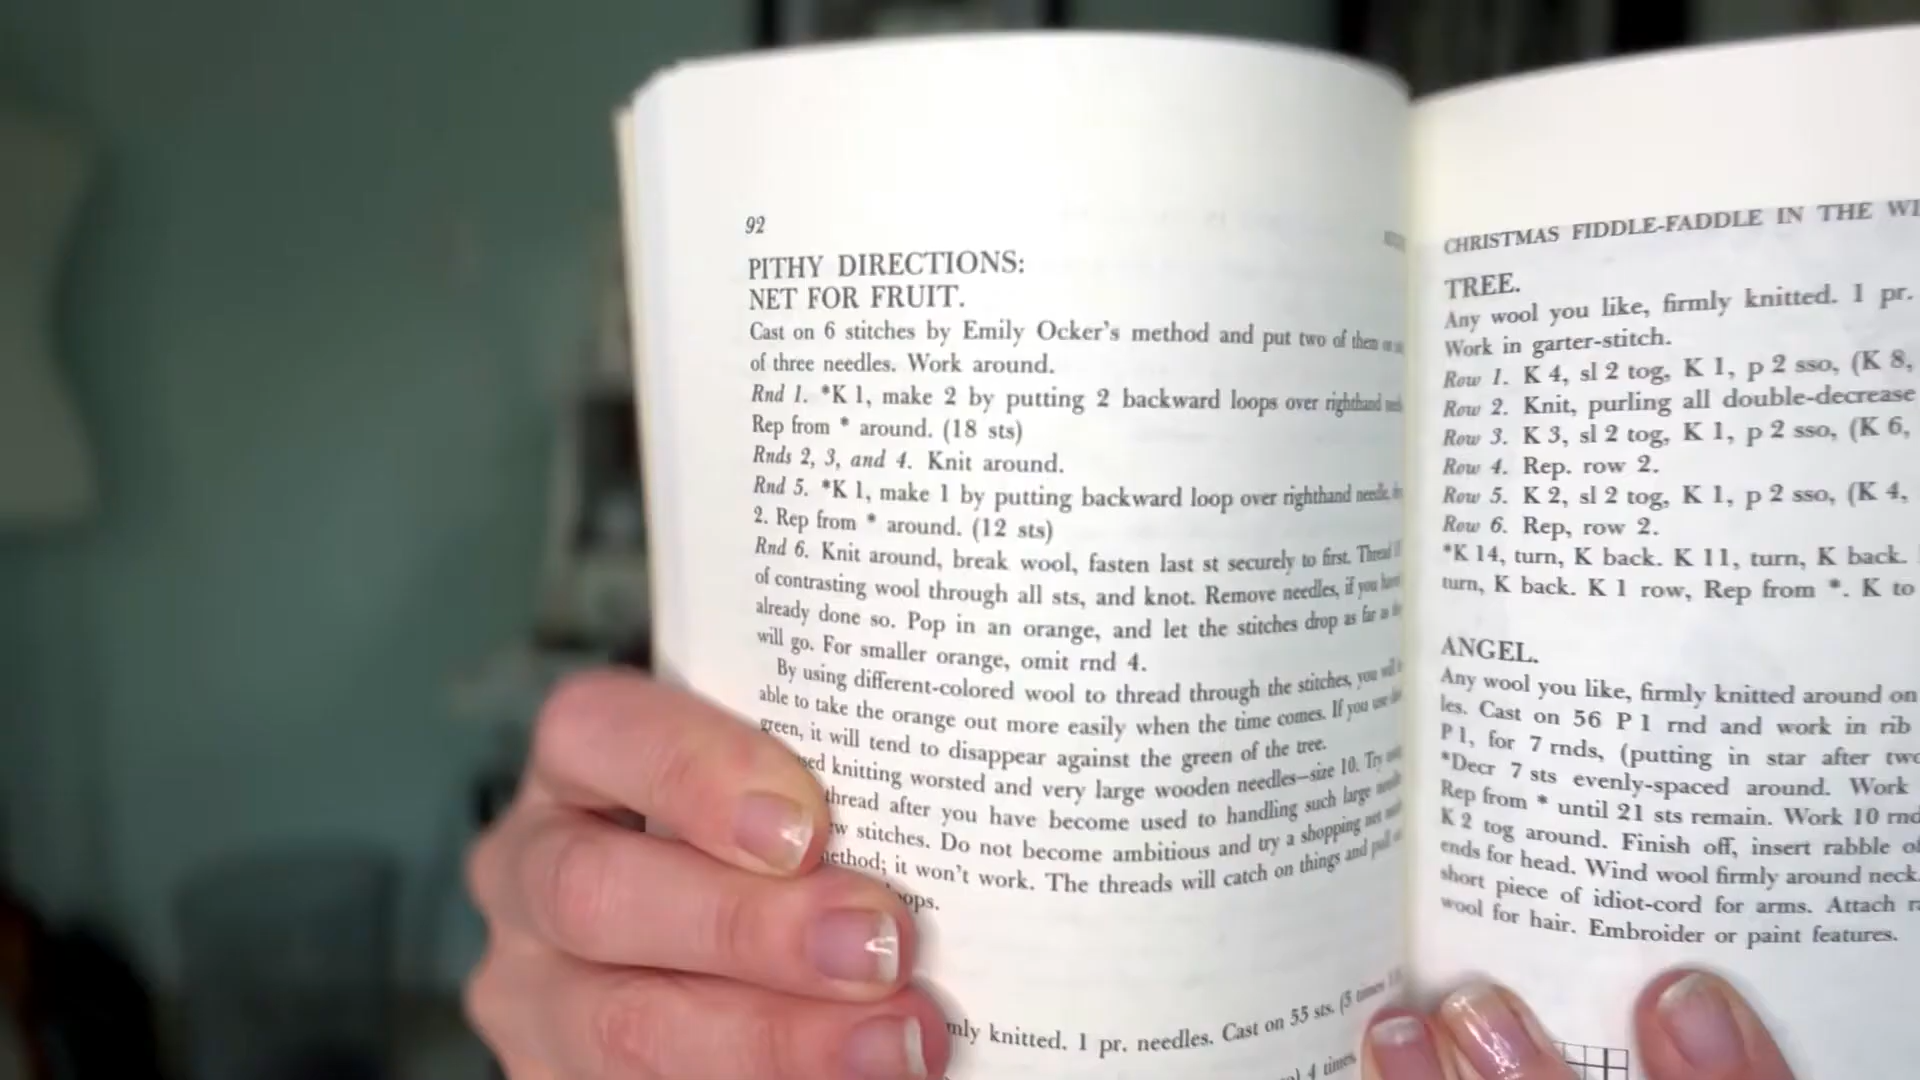 92
PITHY DIRECTIONS:
NET FOR FRUIT.
Cast on 6 stitches by Emily Ocker's method and put two of them
of three needles. Work around.
Rnd 1. *K 1, make 2 by putting 2 backward loops over righthand
Rep from * around. (18 sts)
Rnds 2, 3, and 4. Knit around.
Rnd 5. *K 1, make 1 by putting backward loop over righthand needle,
2. Rep from * around. (12 sts)
Rnd 6. Knit around, break wool, fasten last st securely to first. Thread
of contrasting wool through all sts, and knot. Remove needles, if you have
already done so. Pop in an orange, and let the stitches drop as far as
will go. For smaller orange, omit rnd 4.
By using different-colored wool to thread through the stitches, you will
able to take the orange out more easily when the time comes. If you use
green, it will tend to disappear against the green of the tree.
sed knitting worsted and very large wooden needles—size 10. Try
thread after you have become used to handling such large
w stitches. Do not become ambitious and try a shopping net
ethod; it won't work. The threads will catch on things and pull
oops.
mly knitted. 1 pr. needles. Cast on 55 sts. (5 times
4 times
CHRISTMAS FIDDLE-FADDLE IN THE WI
TREE.
Any wool you like, firmly knitted. 1 pr.
Work in garter-stitch.
Row 1. K 4, sl 2 tog, K 1, p 2 sso, (K 8,
Row 2. Knit, purling all double-decrease
Row 3. K 3, sl 2 tog, K 1, p 2 sso, (K 6,
Row 4. Rep. row 2.
Row 5. K 2, sl 2 tog, K 1, p 2 sso, (K 4,
Row 6. Rep, row 2.
*K 14, turn, K back. K 11, turn, K back.
turn, K back. K 1 row, Rep from *. K to
ANGEL.
Any wool you like, firmly knitted around on
les. Cast on 56 P 1 rnd and work in rib
P 1, for 7 rnds, (putting in star after two
*Decr 7 sts evenly-spaced around. Work
Rep from * until 21 sts remain. Work 10 rnd
K 2 tog around. Finish off, insert rabble of
ends for head. Wind wool firmly around neck.
short piece of idiot-cord for arms. Attach ra
wool for hair. Embroider or paint features.